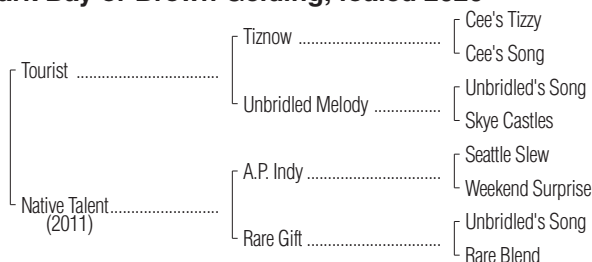 Cee's Tizzy
Tiznow
Cee's Song
Tourist
Unbridled's Song
Unbridled Melody
Skye Castles
Seattle Slew
A.P. Indy
Weekend Surprise
Native Talent
(2011)
Unbridled's Song
Rare Gift
Rare Blend